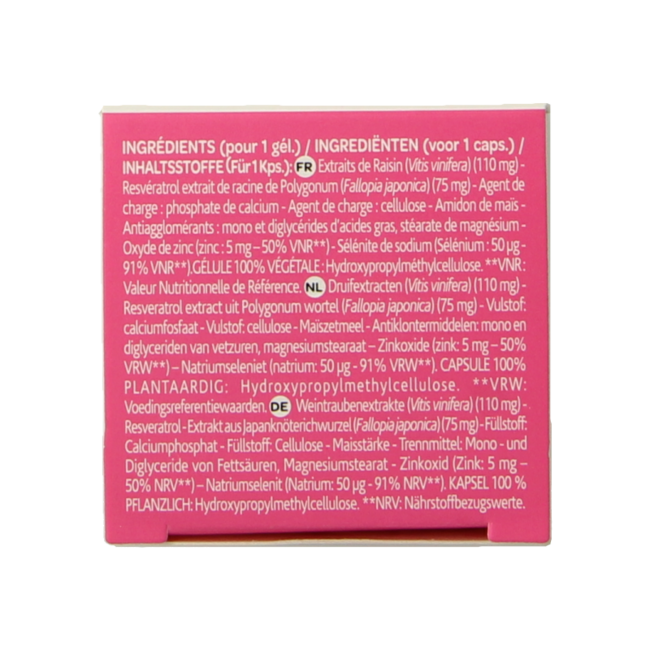 INGRÉDIENTS (pour 1 gél.) / INGREDIËNTEN (voor 1 caps.) /
INHALTSSTOFFE (Für 1 Kps.): FR Extraits de Raisin (Vitis vinifera) (110 mg) -
Resvératrol extrait de racine de Polygonum (Fallopia japonica) (75 mg) - Agent de
charge : phosphate de calcium - Agent de charge : cellulose - Amidon de maïs -
Antiagglomérants : mono et diglycérides d'acides gras, stéarate de magnésium -
Oxyde de zinc (zinc : 5 mg – 50% VNR**) - Sélénite de sodium (Sélénium : 50 µg -
91% VNR**).GÉLULE 100% VÉGÉTALE : Hydroxypropylméthylcellulose. **VNR:
Valeur Nutritionnelle de Référence. NL Druifextracten (Vitis vinifera) (110 mg) -
Resveratrol extract uit Polygonum wortel (Fallopia japonica) (75 mg) - Vulstof:
calciumfosfaat - Vulstof: cellulose - Maïszetmeel - Antiklontermiddelen: mono en
diglyceriden van vetzuren, magnesiumstearaat – Zinkoxide (zink: 5 mg – 50%
VRW**) – Natriumseleniet (natrium: 50 µg - 91% VRW**). CAPSULE 100%
PLANTAARDIG: Hydroxypropylmethylcellulose. **VRW:
Voedingsreferentiewaarden. DE Weintraubenextrakte (Vitis vinifera) (110 mg) -
Resveratrol - Extrakt aus Japanknöterichwurzel (Fallopia japonica) (75 mg) - Füllstoff:
Calciumphosphat - Füllstoff: Cellulose - Maisstärke - Trennmittel: Mono - und
Diglyceride von Fettsäuren, Magnesiumstearat - Zinkoxid (Zink: 5 mg –
50% NRV**) – Natriumselenit (Natrium: 50 µg - 91% NRV**). KAPSEL 100 %
PFLANZLICH: Hydroxypropylmethylcellulose. **NRV: Nährstoffbezugswerte.